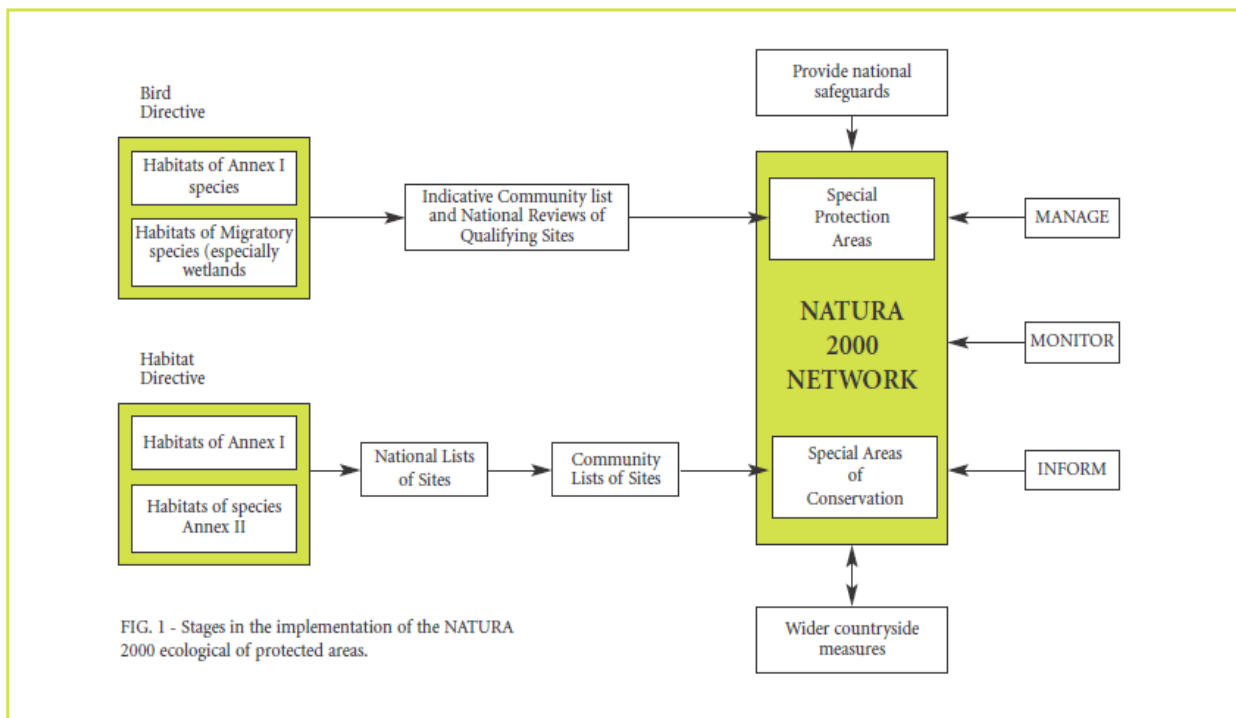 Provide national
safeguards
Bird
Directive
Habitats of Annex I
species
Habitats of Migratory
species (especially
wetlands
Indicative Community list
and National Reviews of
Qualifying Sites
Special
Protection
Areas
MANAGE
NATURA
2000
NETWORK
MONITOR
Habitat
Directive
Habitats of Annex I
Habitats of species
Annex II
National Lists
of Sites
Community
Lists of Sites
Special Areas
of
Conservation
INFORM
Wider countryside
measures
FIG. 1 - Stages in the implementation of the NATURA
2000 ecological of protected areas.